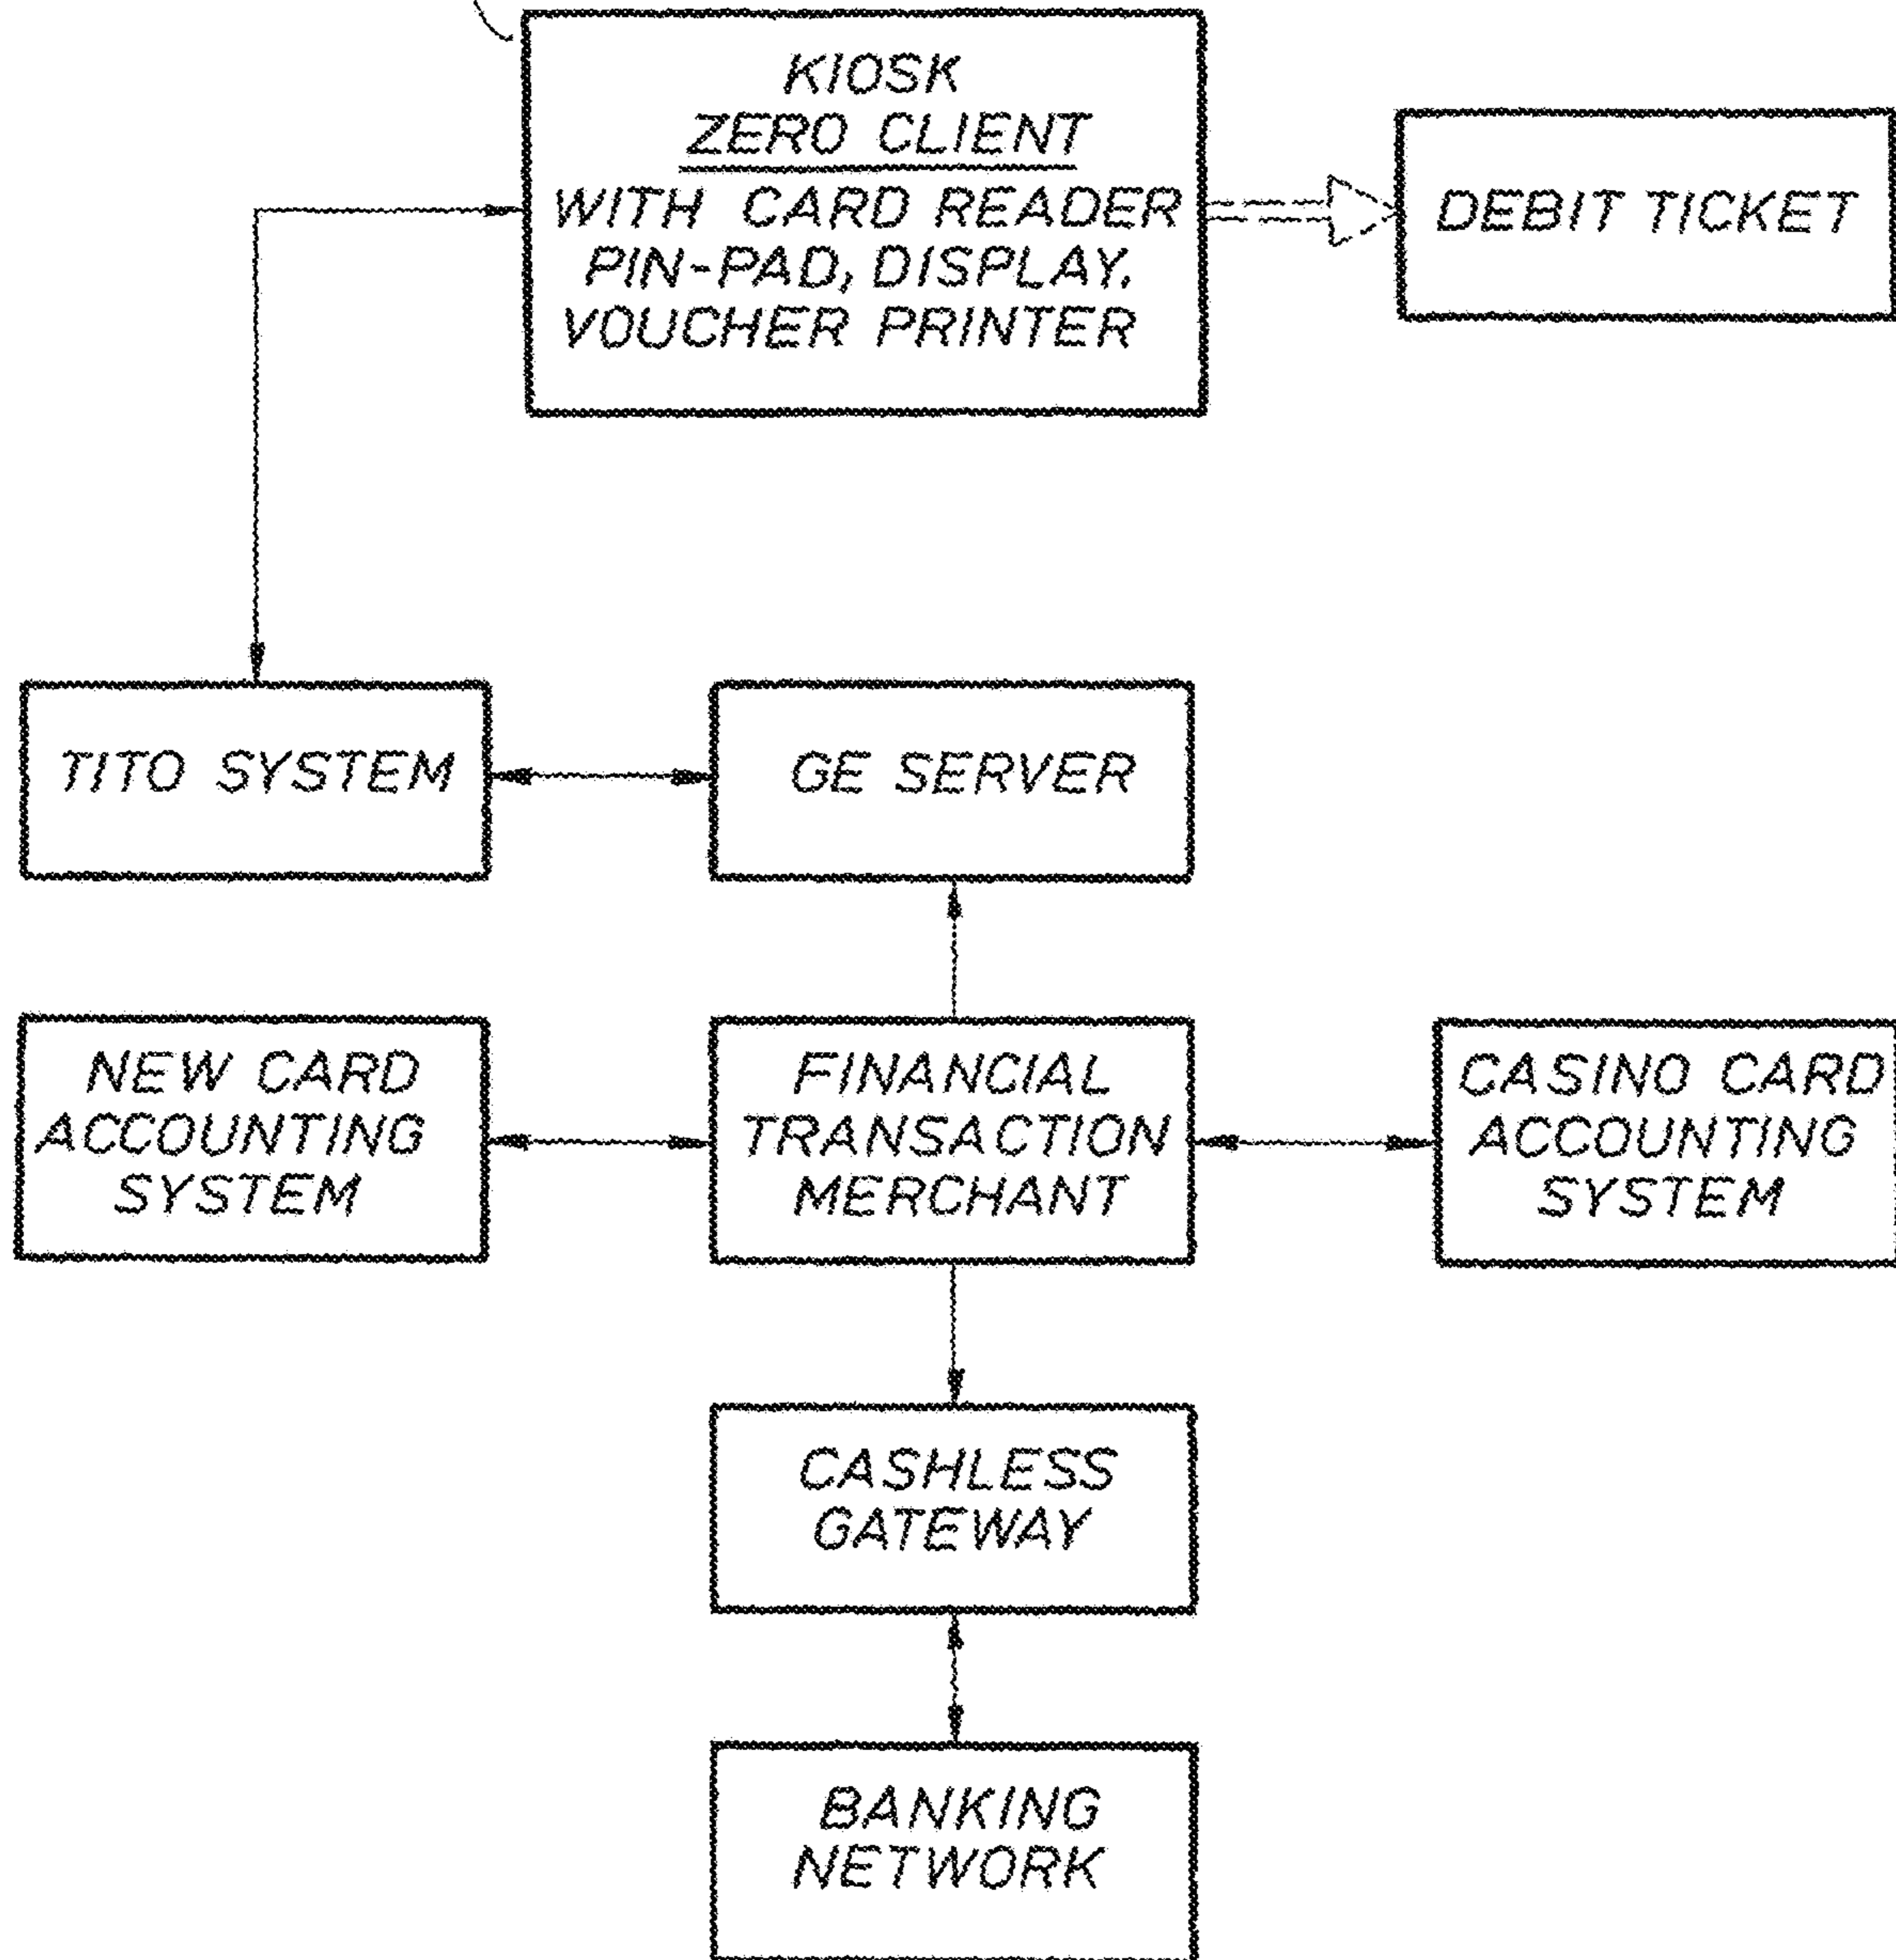 KIOSK
ZERO CLIENT
WITH CARD READER
PIN-PAD, DISPLAY.
VOUCHER PRINTER
DEBIT TICKET
TITO SYSTEM
GE SERVER
NEW CARD
ACCOUNTING
SYSTEM
FINANCIAL
TRANSACTION
MERCHANT
CASINO CARD
ACCOUNTING
SYSTEM
CASHLESS
GATEWAY
BANKING
NETWORK